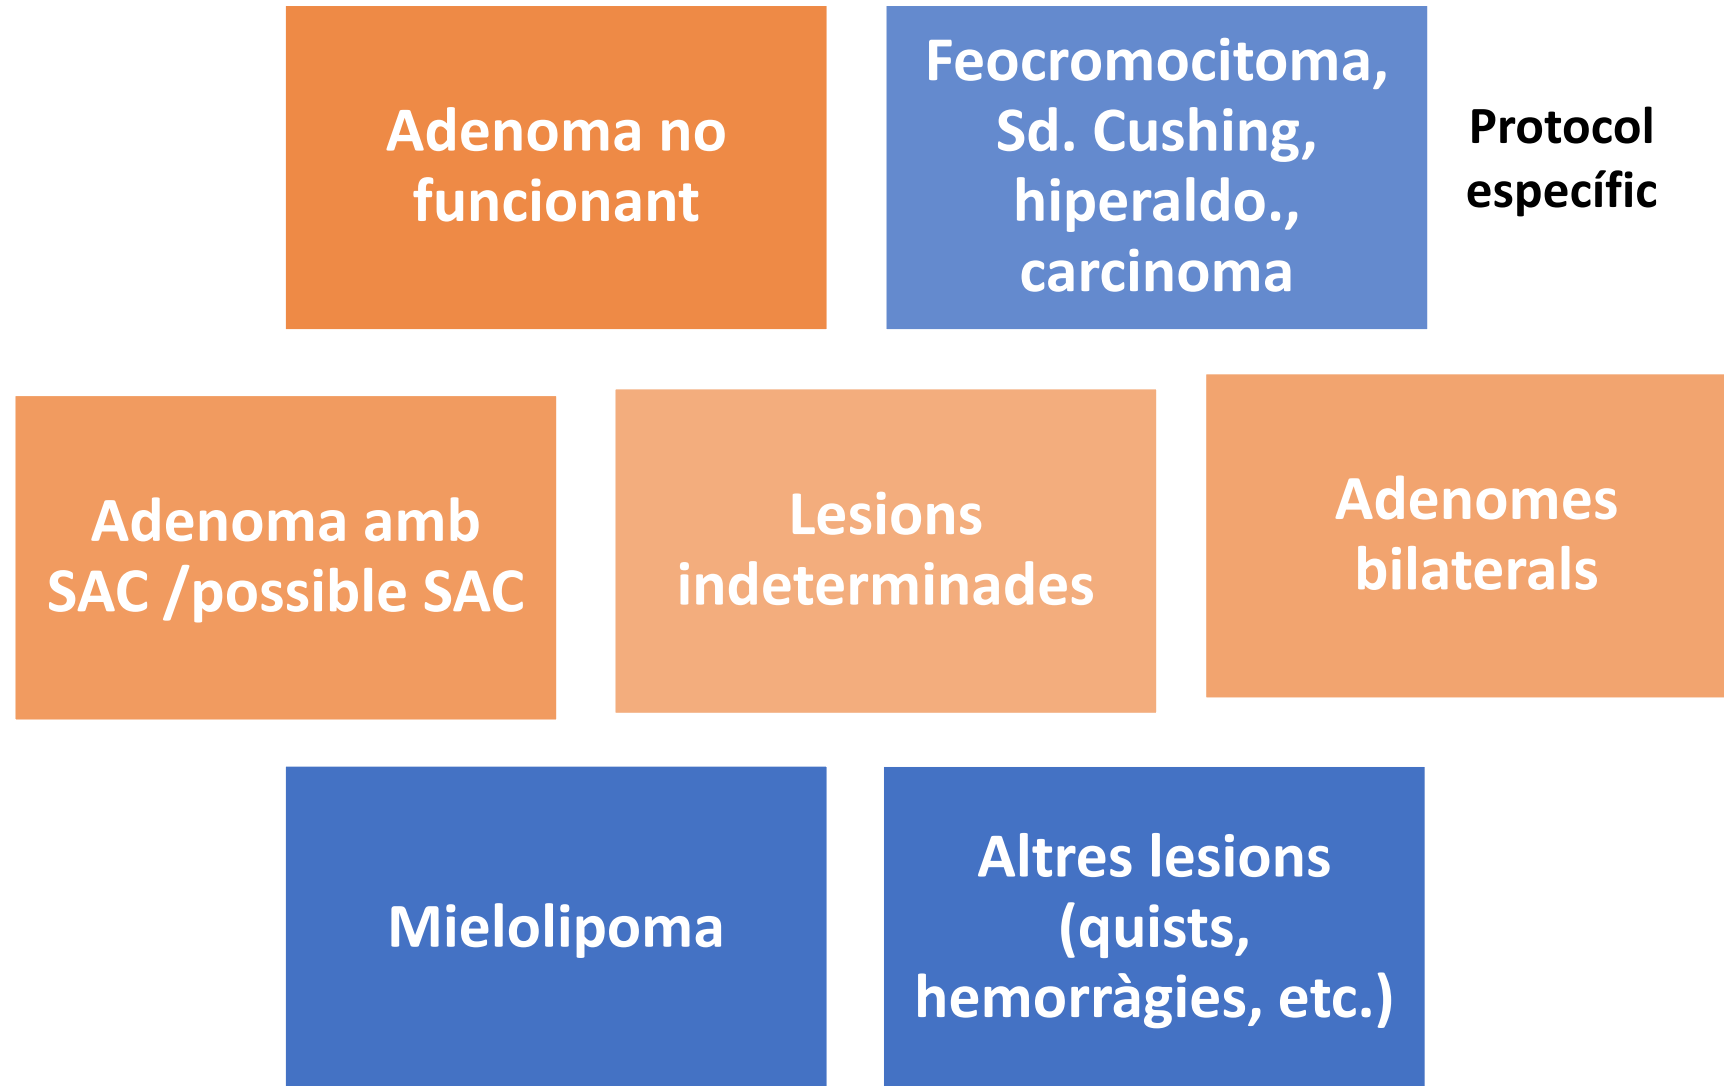 Adenoma no
funcionant
Feocromocitoma,
Sd. Cushing,
hiperaldo.,
carcinoma
Protocol
específic
Adenoma amb
SAC /possible SAC
Lesions
indeterminades
Adenomes
bilaterals
Mielolipoma
Altres lesions
(quists,
hemorràgies, etc.)